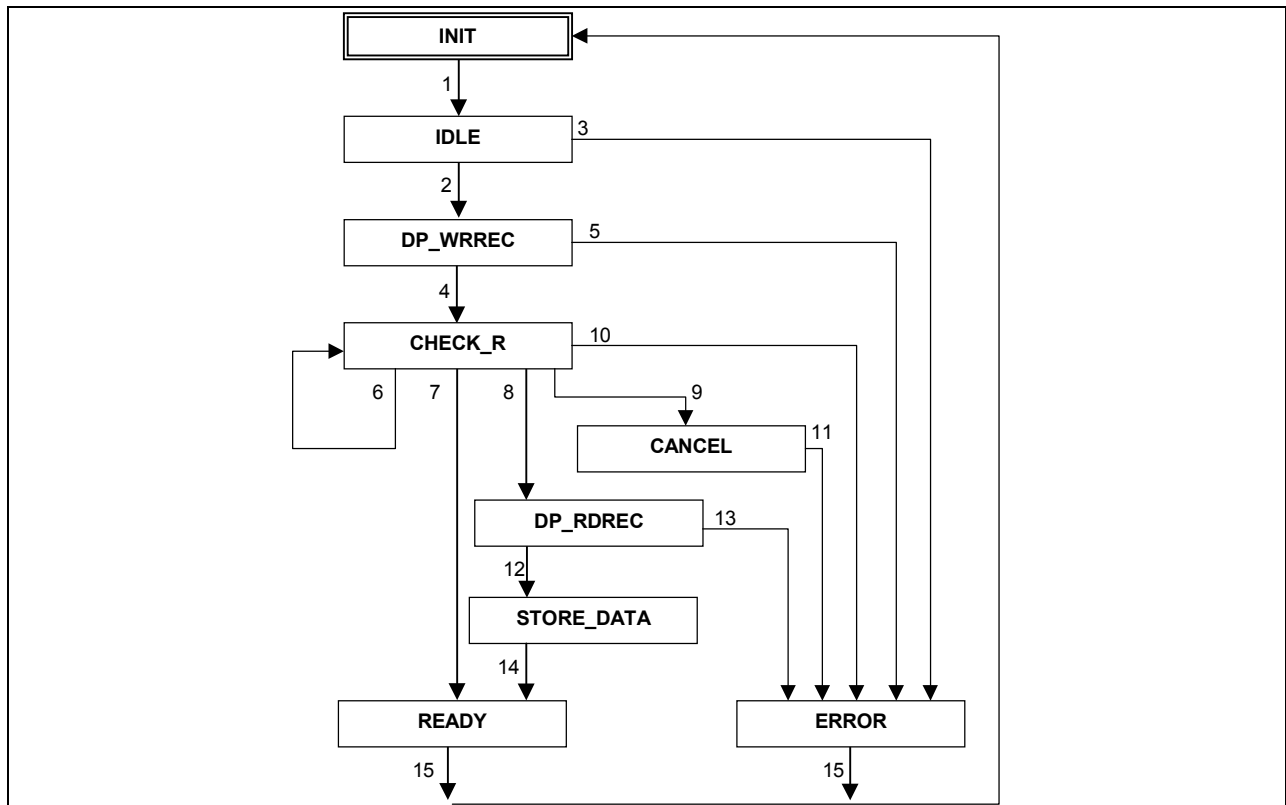 INIT
1
IDLE
3
2
DP_WRREC
5
4
CHECK_R
10
6
7
8
9
CANCEL
11
DP_RDREC
13
12
STORE_DATA
14
READY
ERROR
15
15